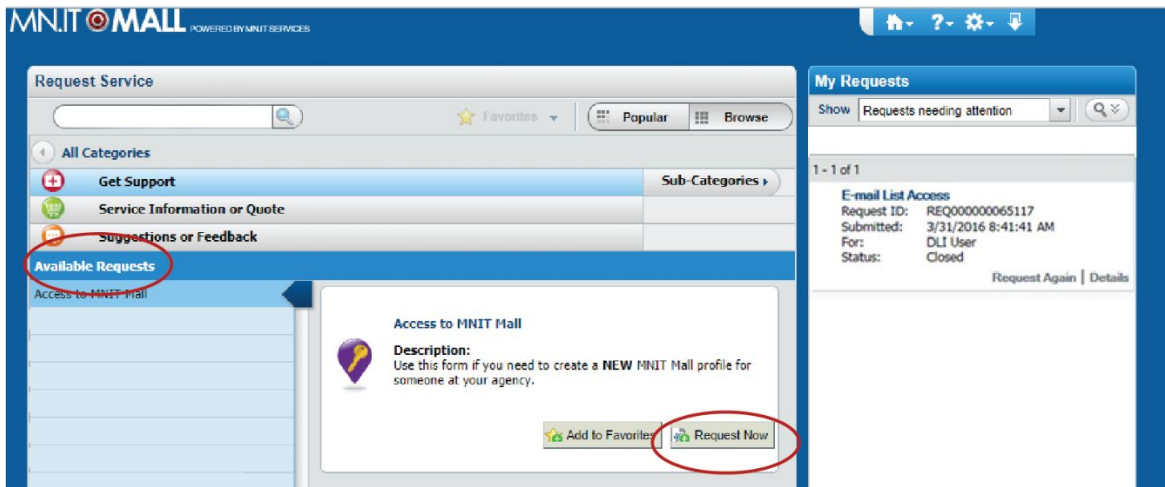 MN.IT MALL POWERED BY MNIT SERVICES
Request Service
Favorites
Popular
Browse
All Categories
Get Support
Sub-Categories
Service Information or Quote
Suggestions or Feedback
Available Requests
Access to MNIT Mall
Access to MNIT Mall
Description:
Use this form if you need to create a NEW MNIT Mall profile for
someone at your agency.
Add to Favorites
Request Now
My Requests
Show Requests needing attention
1 - 1 of 1
E-mail List Access
Request ID: REQ000000065117
Submitted: 3/31/2016 8:41:41 AM
For: DLI User
Status: Closed
Request Again | Details